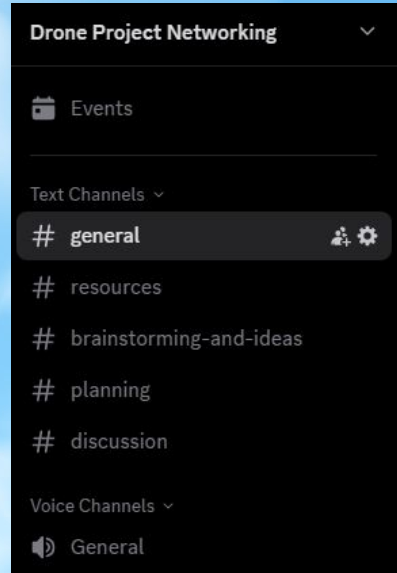 Drone Project Networking
Events
Text Channels
# general
# resources
# brainstorming-and-ideas
# planning
# discussion
Voice Channels
General